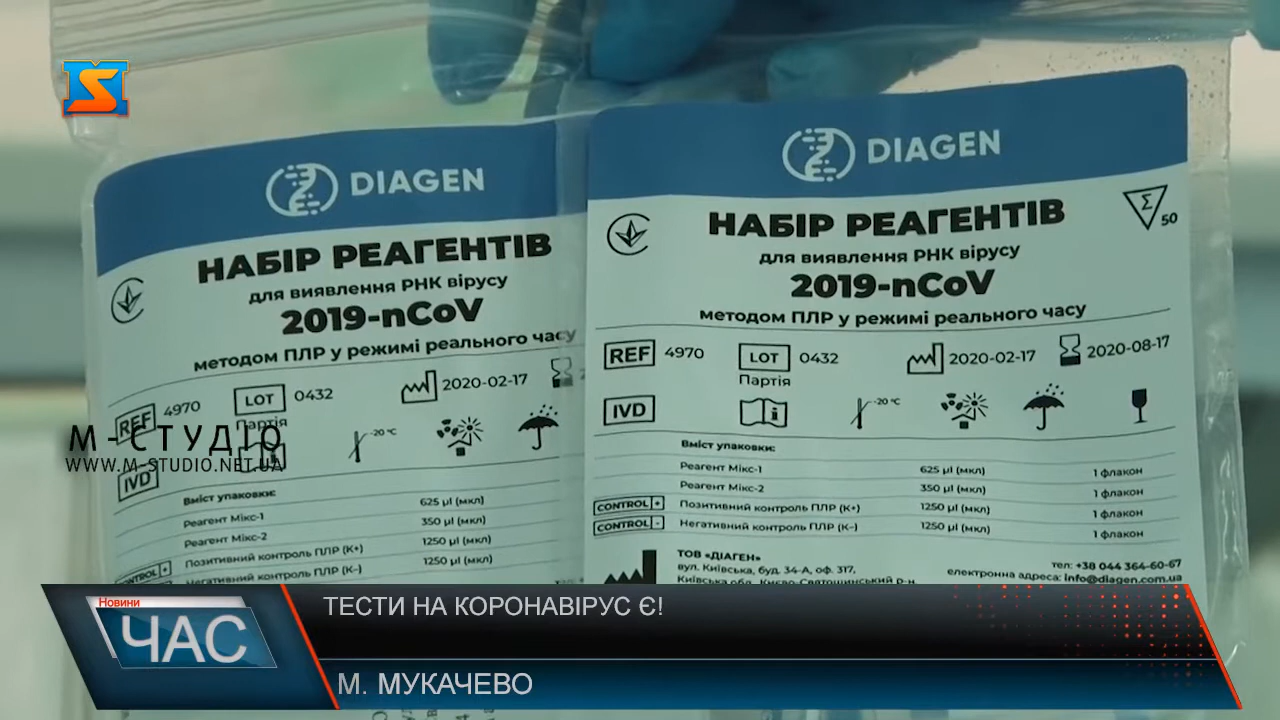 DIAGEN
НАБІР РЕАГЕНТІВ
для виявлення РНК вірусу
2019-nCoV
методом ПЛР у режимі реального часу
REF 4970 LOT 0432 2020-02-17
Партія
-20 °C
IVD
Вміст упаковки:
Реагент Мікс-1 625 µl (мкл)
Реагент Мікс-2 350 µl (мкл)
CONTROL + Позитивний контроль ПЛР (К+) 1250 µl (мкл)
Негативний контроль ПЛР (К–) 1250 µl (мкл)
DIAGEN
НАБІР РЕАГЕНТІВ
Σ 50
для виявлення РНК вірусу
2019-nCoV
методом ПЛР у режимі реального часу
REF 4970 LOT 0432 2020-02-17 2020-08-17
Партія
IVD -20 °C
Вміст упаковки:
Реагент Мікс-1 625 µl (мкл) 1 флакон
Реагент Мікс-2 350 µl (мкл) 1 флакон
CONTROL + Позитивний контроль ПЛР (К+) 1250 µl (мкл) 1 флакон
CONTROL - Негативний контроль ПЛР (К–) 1250 µl (мкл) 1 флакон
ТОВ «ДІАГЕН»
вул. Київська, буд. 34-А, оф. 317,
Київська обл., Києво-Святошинський р-н
тел: +38 044 364-60-67
електронна адреса: info@diagen.com.ua
М-СТУДІО
WWW.M-STUDIO.NET.UA
Новини
ЧАС
ТЕСТИ НА КОРОНАВІРУС Є!
М. МУКАЧЕВО